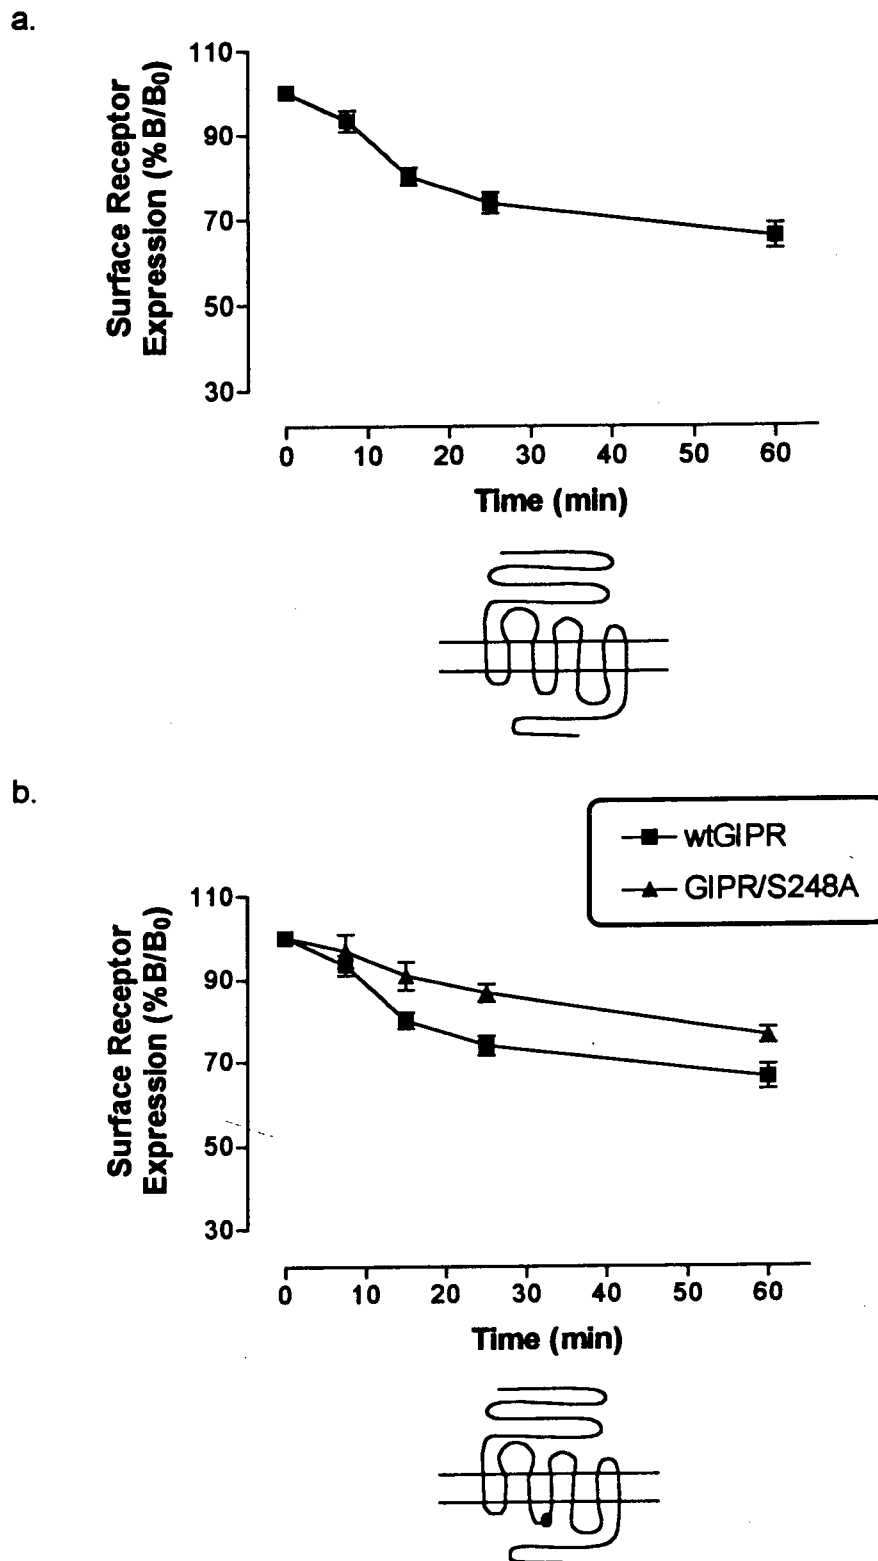 a.
Surface Receptor
Expression (%B/B0)
110
90
70
50
30
0 10 20 30 40 50 60
Time (min)
b.
wtGIPR
GIPR/S248A
Surface Receptor
Expression (%B/B0)
110
90
70
50
30
0 10 20 30 40 50 60
Time (min)